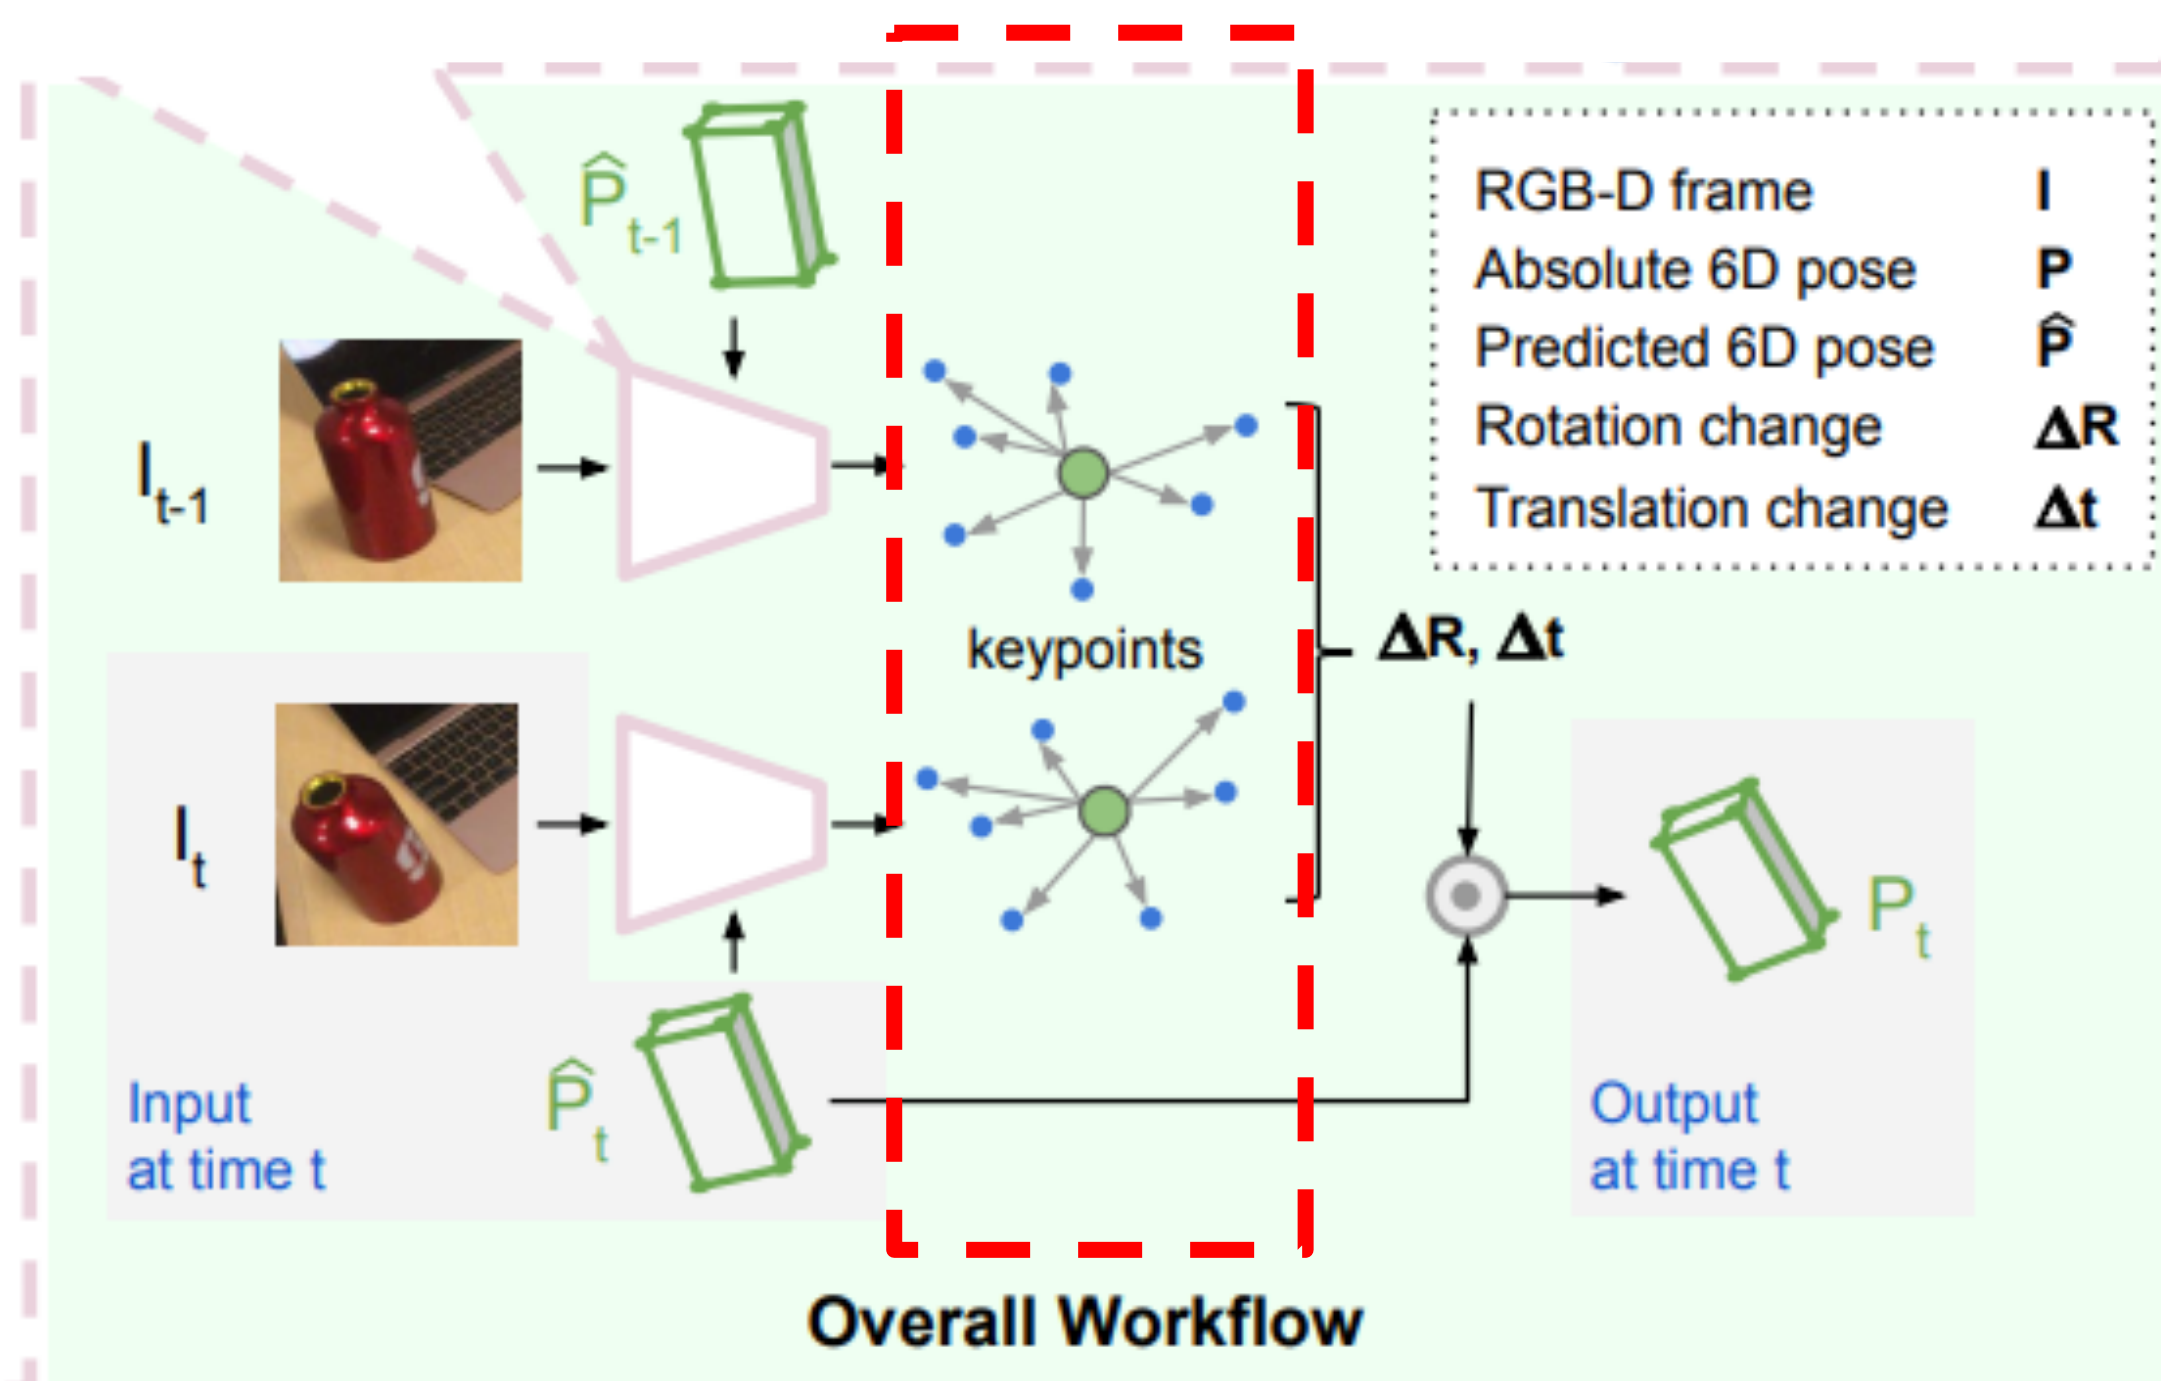 P̂t-1
It-1
keypoints
It
P̂t
Input
at time t
RGB-D frame I
Absolute 6D pose P
Predicted 6D pose P̂
Rotation change ΔR
Translation change Δt
ΔR, Δt
Pt
Output
at time t
Overall Workflow